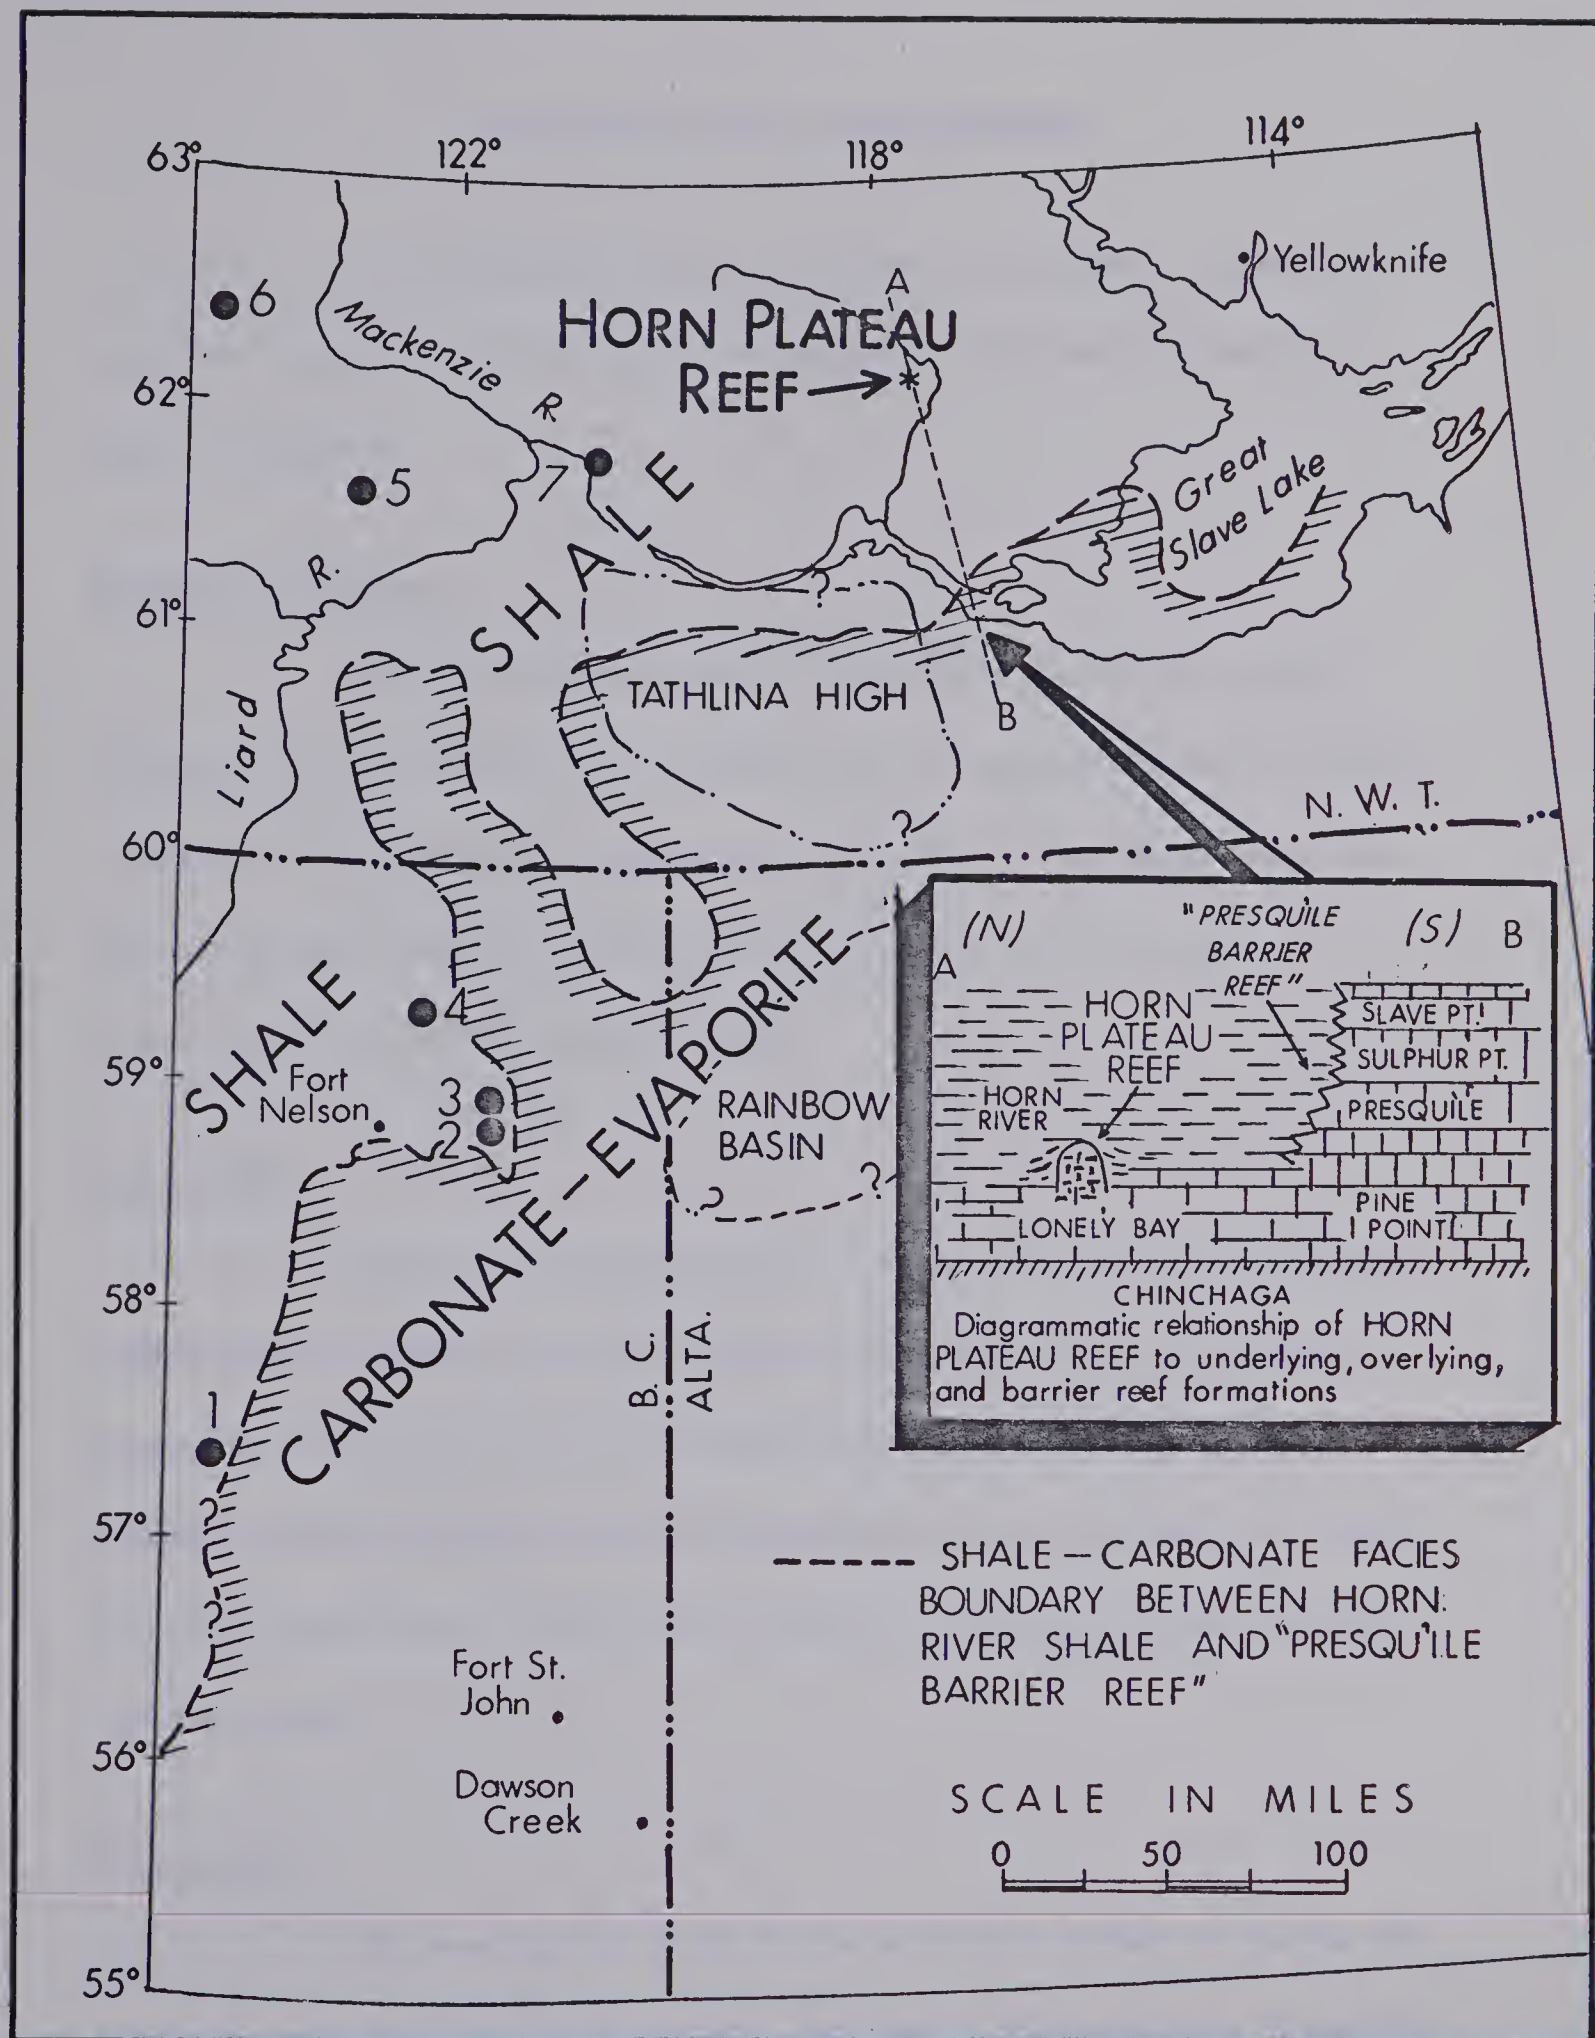 63°
122°
118°
114°
Yellowknife
6
Mackenzie R.
A
HORN PLATEAU
REEF
62°
5
7
SHALE
Great
Slave Lake
R.
?
61°
TATHLINA HIGH
B
Liard
N. W. T.
?
60°
SHALE
4
59°
Fort
Nelson
3
2
CARBONATE-EVAPORITE
RAINBOW
BASIN
?
?
58°
B. C.
ALTA.
1
?
57°
?
Fort St.
John
56°
Dawson
Creek
55°
(N)
"PRESQUILE
BARRIER
REEF"
(S)
B
A
HORN
PLATEAU
REEF
SLAVE PT.
SULPHUR PT.
HORN
RIVER
PRESQUILE
LONELY BAY
PINE
POINT
CHINCHAGA
Diagrammatic relationship of HORN
PLATEAU REEF to underlying, overlying,
and barrier reef formations
SHALE – CARBONATE FACIES
BOUNDARY BETWEEN HORN
RIVER SHALE AND "PRESQU'ILE
BARRIER REEF"
SCALE IN MILES
0 50 100